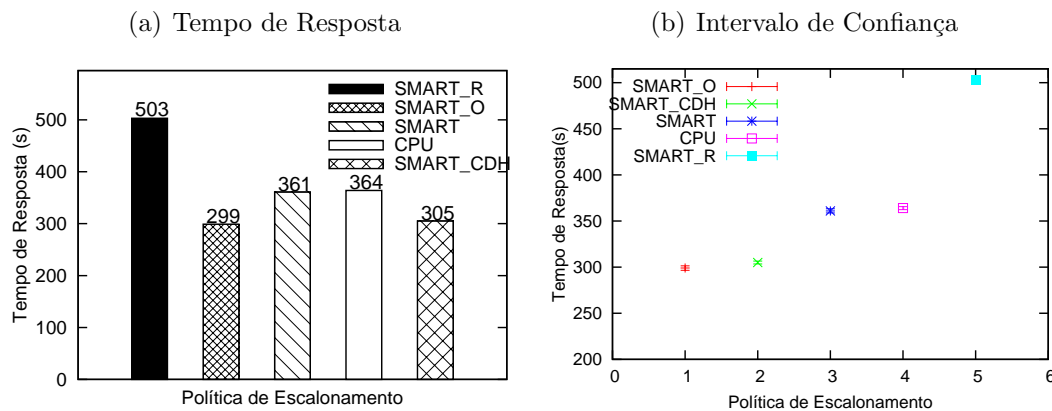 (a) Tempo de Resposta
SMART_R
SMART_O
SMART
CPU
SMART_CDH
503
299
361
364
305
500
400
300
200
100
0
Tempo de Resposta (s)
Política de Escalonamento
(b) Intervalo de Confiança
SMART_O
SMART_CDH
SMART
CPU
SMART_R
500
450
400
350
300
250
200
0 1 2 3 4 5 6
Tempo de Resposta(s)
Política de Escalonamento